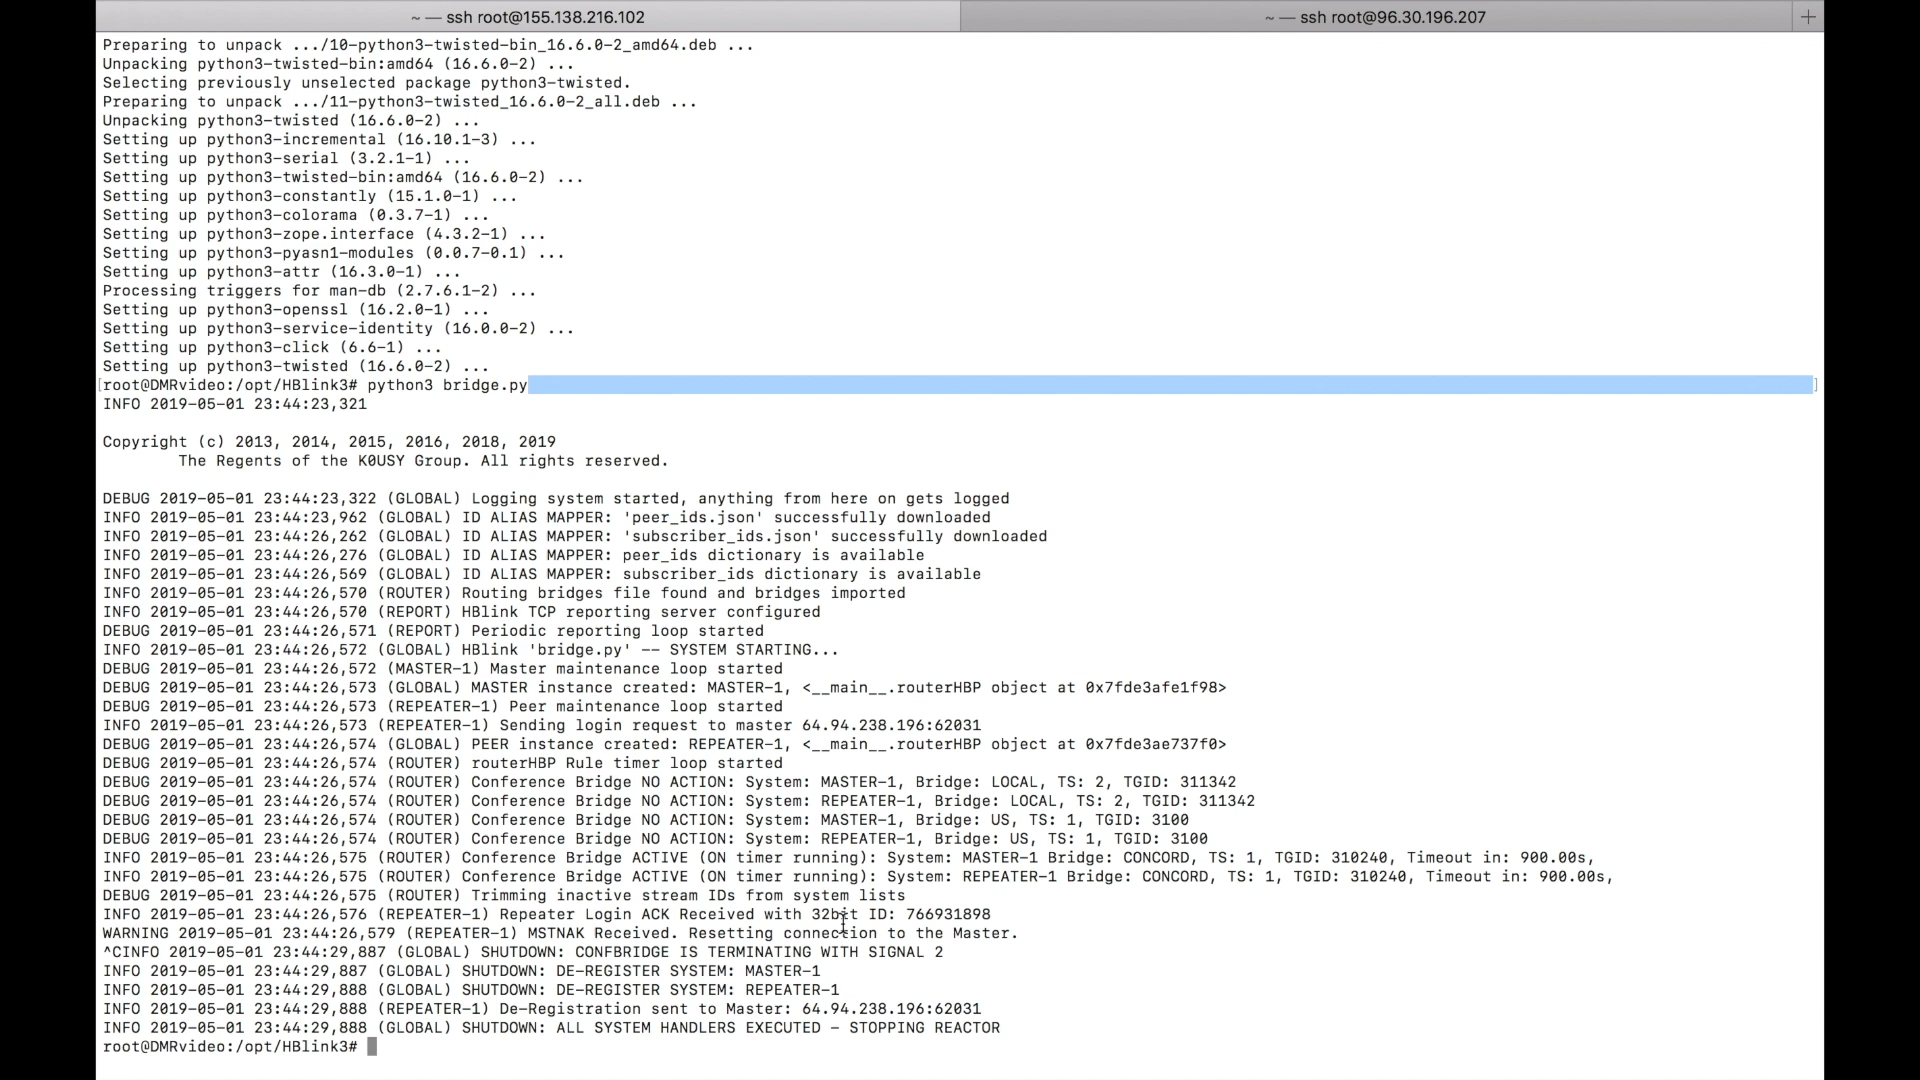 ~ — ssh root@155.138.216.102
~ — ssh root@96.30.196.207
Preparing to unpack .../10-python3-twisted-bin_16.6.0-2_amd64.deb ...
Unpacking python3-twisted-bin:amd64 (16.6.0-2) ...
Selecting previously unselected package python3-twisted.
Preparing to unpack .../11-python3-twisted_16.6.0-2_all.deb ...
Unpacking python3-twisted (16.6.0-2) ...
Setting up python3-incremental (16.10.1-3) ...
Setting up python3-serial (3.2.1-1) ...
Setting up python3-twisted-bin:amd64 (16.6.0-2) ...
Setting up python3-constantly (15.1.0-1) ...
Setting up python3-colorama (0.3.7-1) ...
Setting up python3-zope.interface (4.3.2-1) ...
Setting up python3-pyasn1-modules (0.0.7-0.1) ...
Setting up python3-attr (16.3.0-1) ...
Processing triggers for man-db (2.7.6.1-2) ...
Setting up python3-openssl (16.2.0-1) ...
Setting up python3-service-identity (16.0.0-2) ...
Setting up python3-click (6.6-1) ...
Setting up python3-twisted (16.6.0-2) ...
[root@DMRvideo:/opt/HBlink3# python3 bridge.py ]
INFO 2019-05-01 23:44:23,321
Copyright (c) 2013, 2014, 2015, 2016, 2018, 2019
The Regents of the K0USY Group. All rights reserved.
DEBUG 2019-05-01 23:44:23,322 (GLOBAL) Logging system started, anything from here on gets logged
INFO 2019-05-01 23:44:23,962 (GLOBAL) ID ALIAS MAPPER: 'peer_ids.json' successfully downloaded
INFO 2019-05-01 23:44:26,262 (GLOBAL) ID ALIAS MAPPER: 'subscriber_ids.json' successfully downloaded
INFO 2019-05-01 23:44:26,276 (GLOBAL) ID ALIAS MAPPER: peer_ids dictionary is available
INFO 2019-05-01 23:44:26,569 (GLOBAL) ID ALIAS MAPPER: subscriber_ids dictionary is available
INFO 2019-05-01 23:44:26,570 (ROUTER) Routing bridges file found and bridges imported
INFO 2019-05-01 23:44:26,570 (REPORT) HBlink TCP reporting server configured
DEBUG 2019-05-01 23:44:26,571 (REPORT) Periodic reporting loop started
INFO 2019-05-01 23:44:26,572 (GLOBAL) HBlink 'bridge.py' -- SYSTEM STARTING...
DEBUG 2019-05-01 23:44:26,572 (MASTER-1) Master maintenance loop started
DEBUG 2019-05-01 23:44:26,573 (GLOBAL) MASTER instance created: MASTER-1, <__main__.routerHBP object at 0x7fde3afe1f98>
DEBUG 2019-05-01 23:44:26,573 (REPEATER-1) Peer maintenance loop started
INFO 2019-05-01 23:44:26,573 (REPEATER-1) Sending login request to master 64.94.238.196:62031
DEBUG 2019-05-01 23:44:26,574 (GLOBAL) PEER instance created: REPEATER-1, <__main__.routerHBP object at 0x7fde3ae737f0>
DEBUG 2019-05-01 23:44:26,574 (ROUTER) routerHBP Rule timer loop started
DEBUG 2019-05-01 23:44:26,574 (ROUTER) Conference Bridge NO ACTION: System: MASTER-1, Bridge: LOCAL, TS: 2, TGID: 311342
DEBUG 2019-05-01 23:44:26,574 (ROUTER) Conference Bridge NO ACTION: System: REPEATER-1, Bridge: LOCAL, TS: 2, TGID: 311342
DEBUG 2019-05-01 23:44:26,574 (ROUTER) Conference Bridge NO ACTION: System: MASTER-1, Bridge: US, TS: 1, TGID: 3100
DEBUG 2019-05-01 23:44:26,574 (ROUTER) Conference Bridge NO ACTION: System: REPEATER-1, Bridge: US, TS: 1, TGID: 3100
INFO 2019-05-01 23:44:26,575 (ROUTER) Conference Bridge ACTIVE (ON timer running): System: MASTER-1 Bridge: CONCORD, TS: 1, TGID: 310240, Timeout in: 900.00s,
INFO 2019-05-01 23:44:26,575 (ROUTER) Conference Bridge ACTIVE (ON timer running): System: REPEATER-1 Bridge: CONCORD, TS: 1, TGID: 310240, Timeout in: 900.00s,
DEBUG 2019-05-01 23:44:26,575 (ROUTER) Trimming inactive stream IDs from system lists
INFO 2019-05-01 23:44:26,576 (REPEATER-1) Repeater Login ACK Received with 32bit ID: 766931898
WARNING 2019-05-01 23:44:26,579 (REPEATER-1) MSTNAK Received. Resetting connection to the Master.
^CINFO 2019-05-01 23:44:29,887 (GLOBAL) SHUTDOWN: CONFBRIDGE IS TERMINATING WITH SIGNAL 2
INFO 2019-05-01 23:44:29,887 (GLOBAL) SHUTDOWN: DE-REGISTER SYSTEM: MASTER-1
INFO 2019-05-01 23:44:29,888 (GLOBAL) SHUTDOWN: DE-REGISTER SYSTEM: REPEATER-1
INFO 2019-05-01 23:44:29,888 (REPEATER-1) De-Registration sent to Master: 64.94.238.196:62031
INFO 2019-05-01 23:44:29,888 (GLOBAL) SHUTDOWN: ALL SYSTEM HANDLERS EXECUTED - STOPPING REACTOR
root@DMRvideo:/opt/HBlink3#